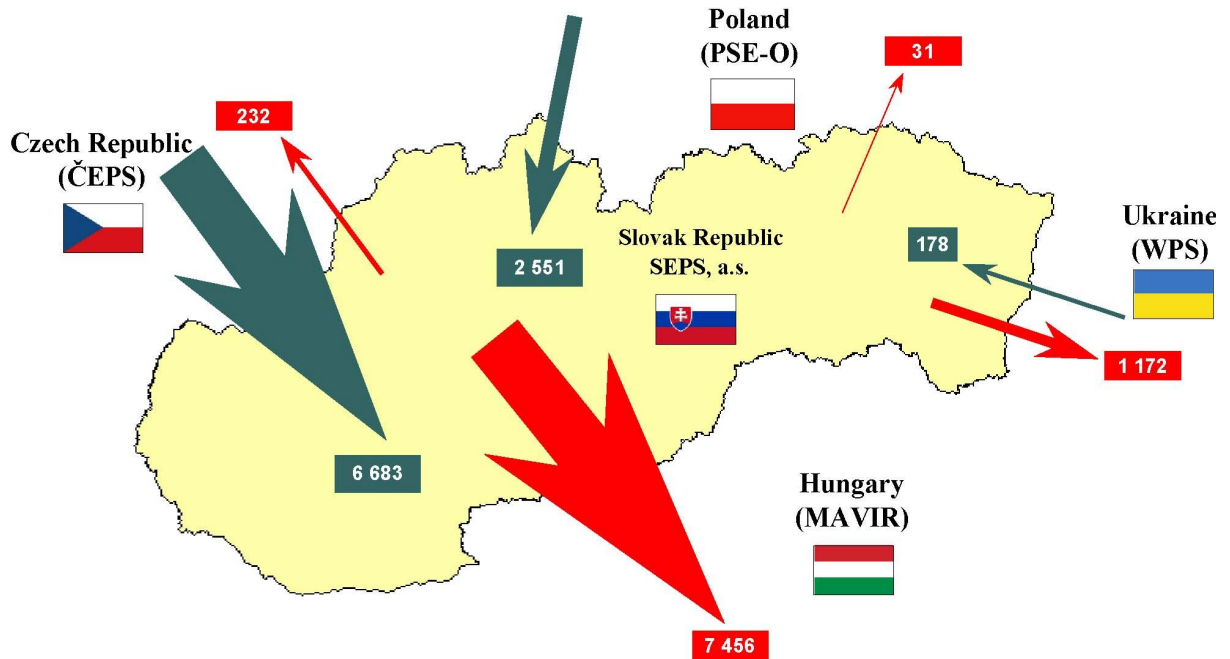 Poland
(PSE-O)
31
232
Czech Republic
(ČEPS)
Ukraine
(WPS)
178
Slovak Republic
SEPS, a.s.
2 551
1 172
6 683
Hungary
(MAVIR)
7 456